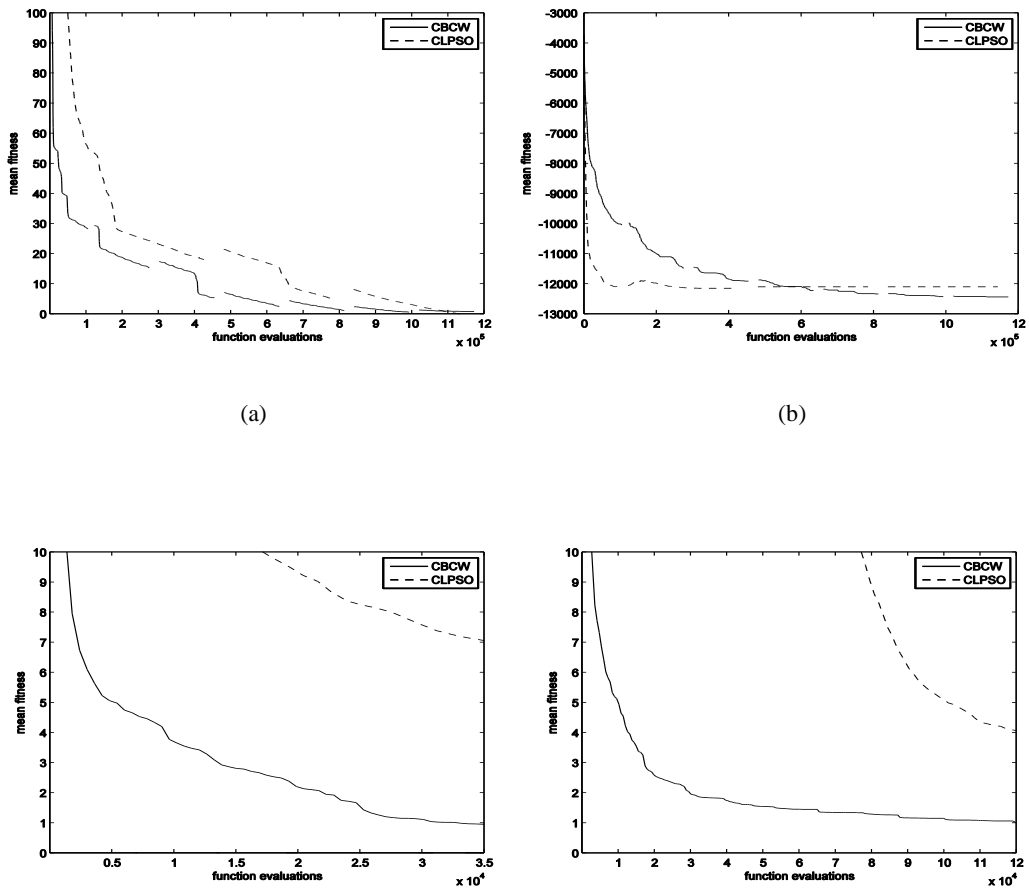 100
90
80
70
60
50
40
30
20
10
0
mean fitness
CBCW
CLPSO
1 2 3 4 5 6 7 8 9 10 11 12
function evaluations
x 10^5
(a)
-3000
-4000
-5000
-6000
-7000
-8000
-9000
-10000
-11000
-12000
-13000
mean fitness
CBCW
CLPSO
0 2 4 6 8 10 12
function evaluations
x 10^5
(b)
10
9
8
7
6
5
4
3
2
1
0
mean fitness
CBCW
CLPSO
0.5 1 1.5 2 2.5 3 3.5
function evaluations
x 10^4
10
9
8
7
6
5
4
3
2
1
0
mean fitness
CBCW
CLPSO
1 2 3 4 5 6 7 8 9 10 11 12
function evaluations
x 10^4